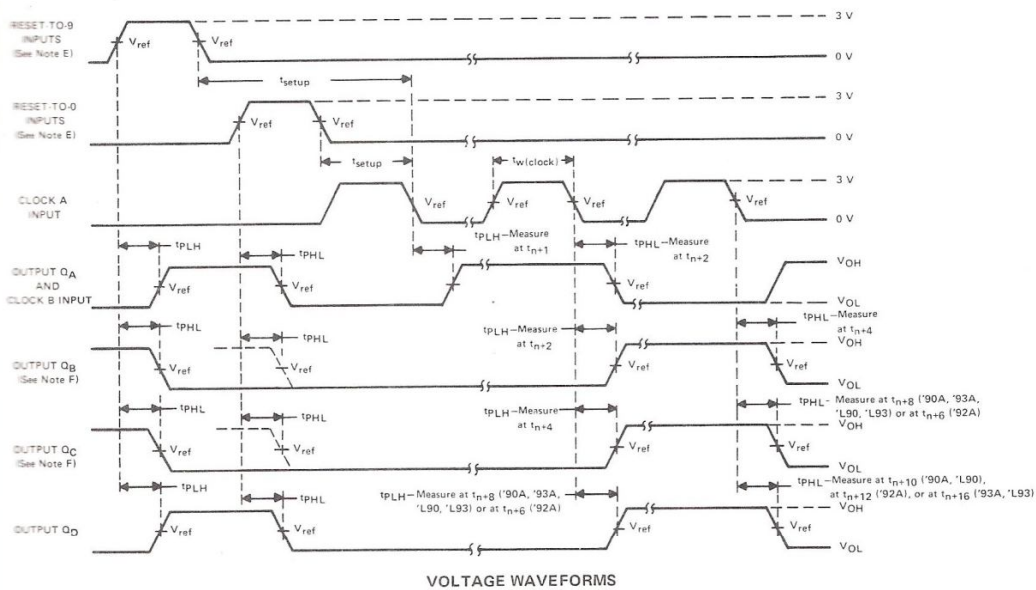 RESET-TO-9
INPUTS
(See Note E)
Vref
Vref
3 V
0 V
tsetup
RESET-TO-0
INPUTS
(See Note E)
Vref
Vref
3 V
0 V
tsetup
tw(clock)
CLOCK A
INPUT
Vref
Vref
Vref
Vref
3 V
0 V
tPLH
tPHL
tPLH–Measure
at tn+1
tPHL–Measure
at tn+2
OUTPUT QA
AND
CLOCK B INPUT
Vref
Vref
Vref
Vref
VOH
VOL
tPHL
tPHL
tPLH–Measure
at tn+2
tPHL–Measure
at tn+4
OUTPUT QB
(See Note F)
Vref
Vref
Vref
Vref
VOH
VOL
tPHL
tPHL
tPLH–Measure
at tn+4
tPHL– Measure at tn+8 ('90A, '93A,
'L90, 'L93) or at tn+6 ('92A)
OUTPUT QC
(See Note F)
Vref
Vref
Vref
Vref
VOH
VOL
tPLH
tPHL
tPLH–Measure at tn+8 ('90A, '93A,
'L90, 'L93) or at tn+6 ('92A)
tPHL–Measure at tn+10 ('90A, 'L90),
at tn+12 ('92A), or at tn+16 ('93A, 'L93)
OUTPUT QD
Vref
Vref
Vref
Vref
VOH
VOL
VOLTAGE WAVEFORMS